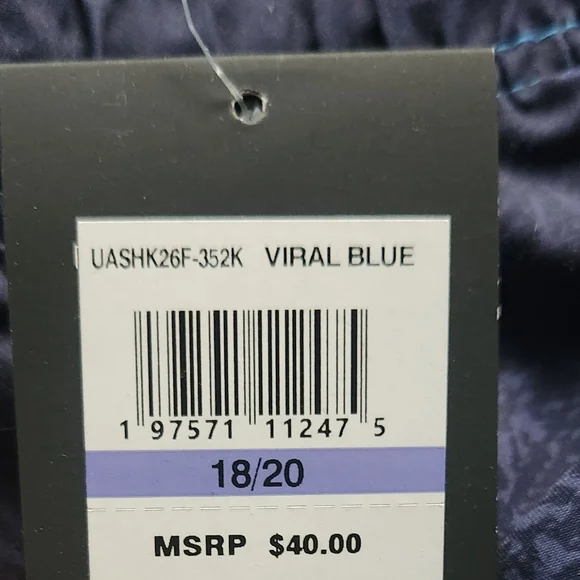 UASHK26F-352K VIRAL BLUE
1 97571 11247 5
18/20
MSRP $40.00